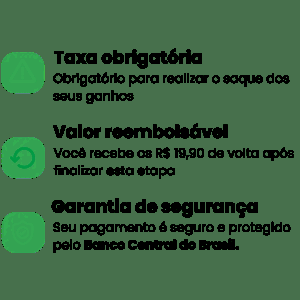 Taxa obrigatória
Obrigatório para realizar o saque dos
seus ganhos
Valor reembolsável
Você recebe os R$ 19,90 de volta após
finalizar esta etapa
Garantia de segurança
Seu pagamento é seguro e protegido
pelo Banco Central do Brasil.